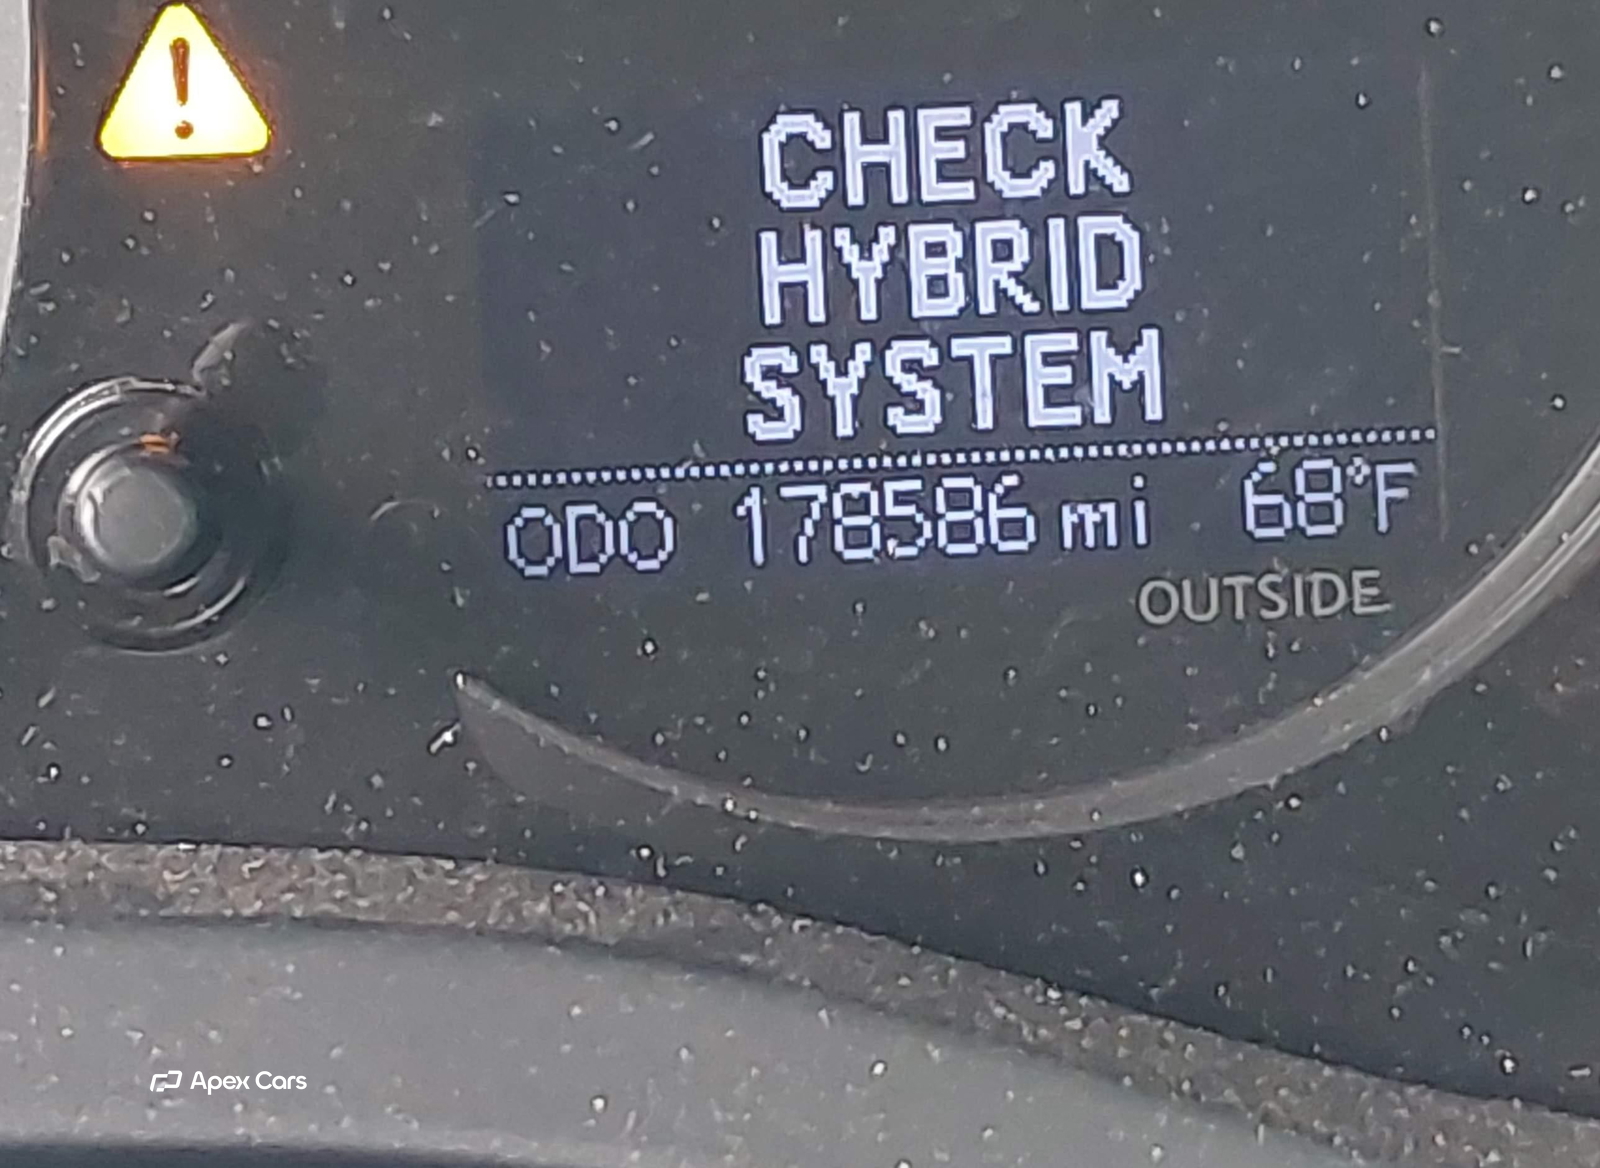 CHECK
HYBRID
SYSTEM
ODO 178586 mi 68°F
OUTSIDE
Apex Cars